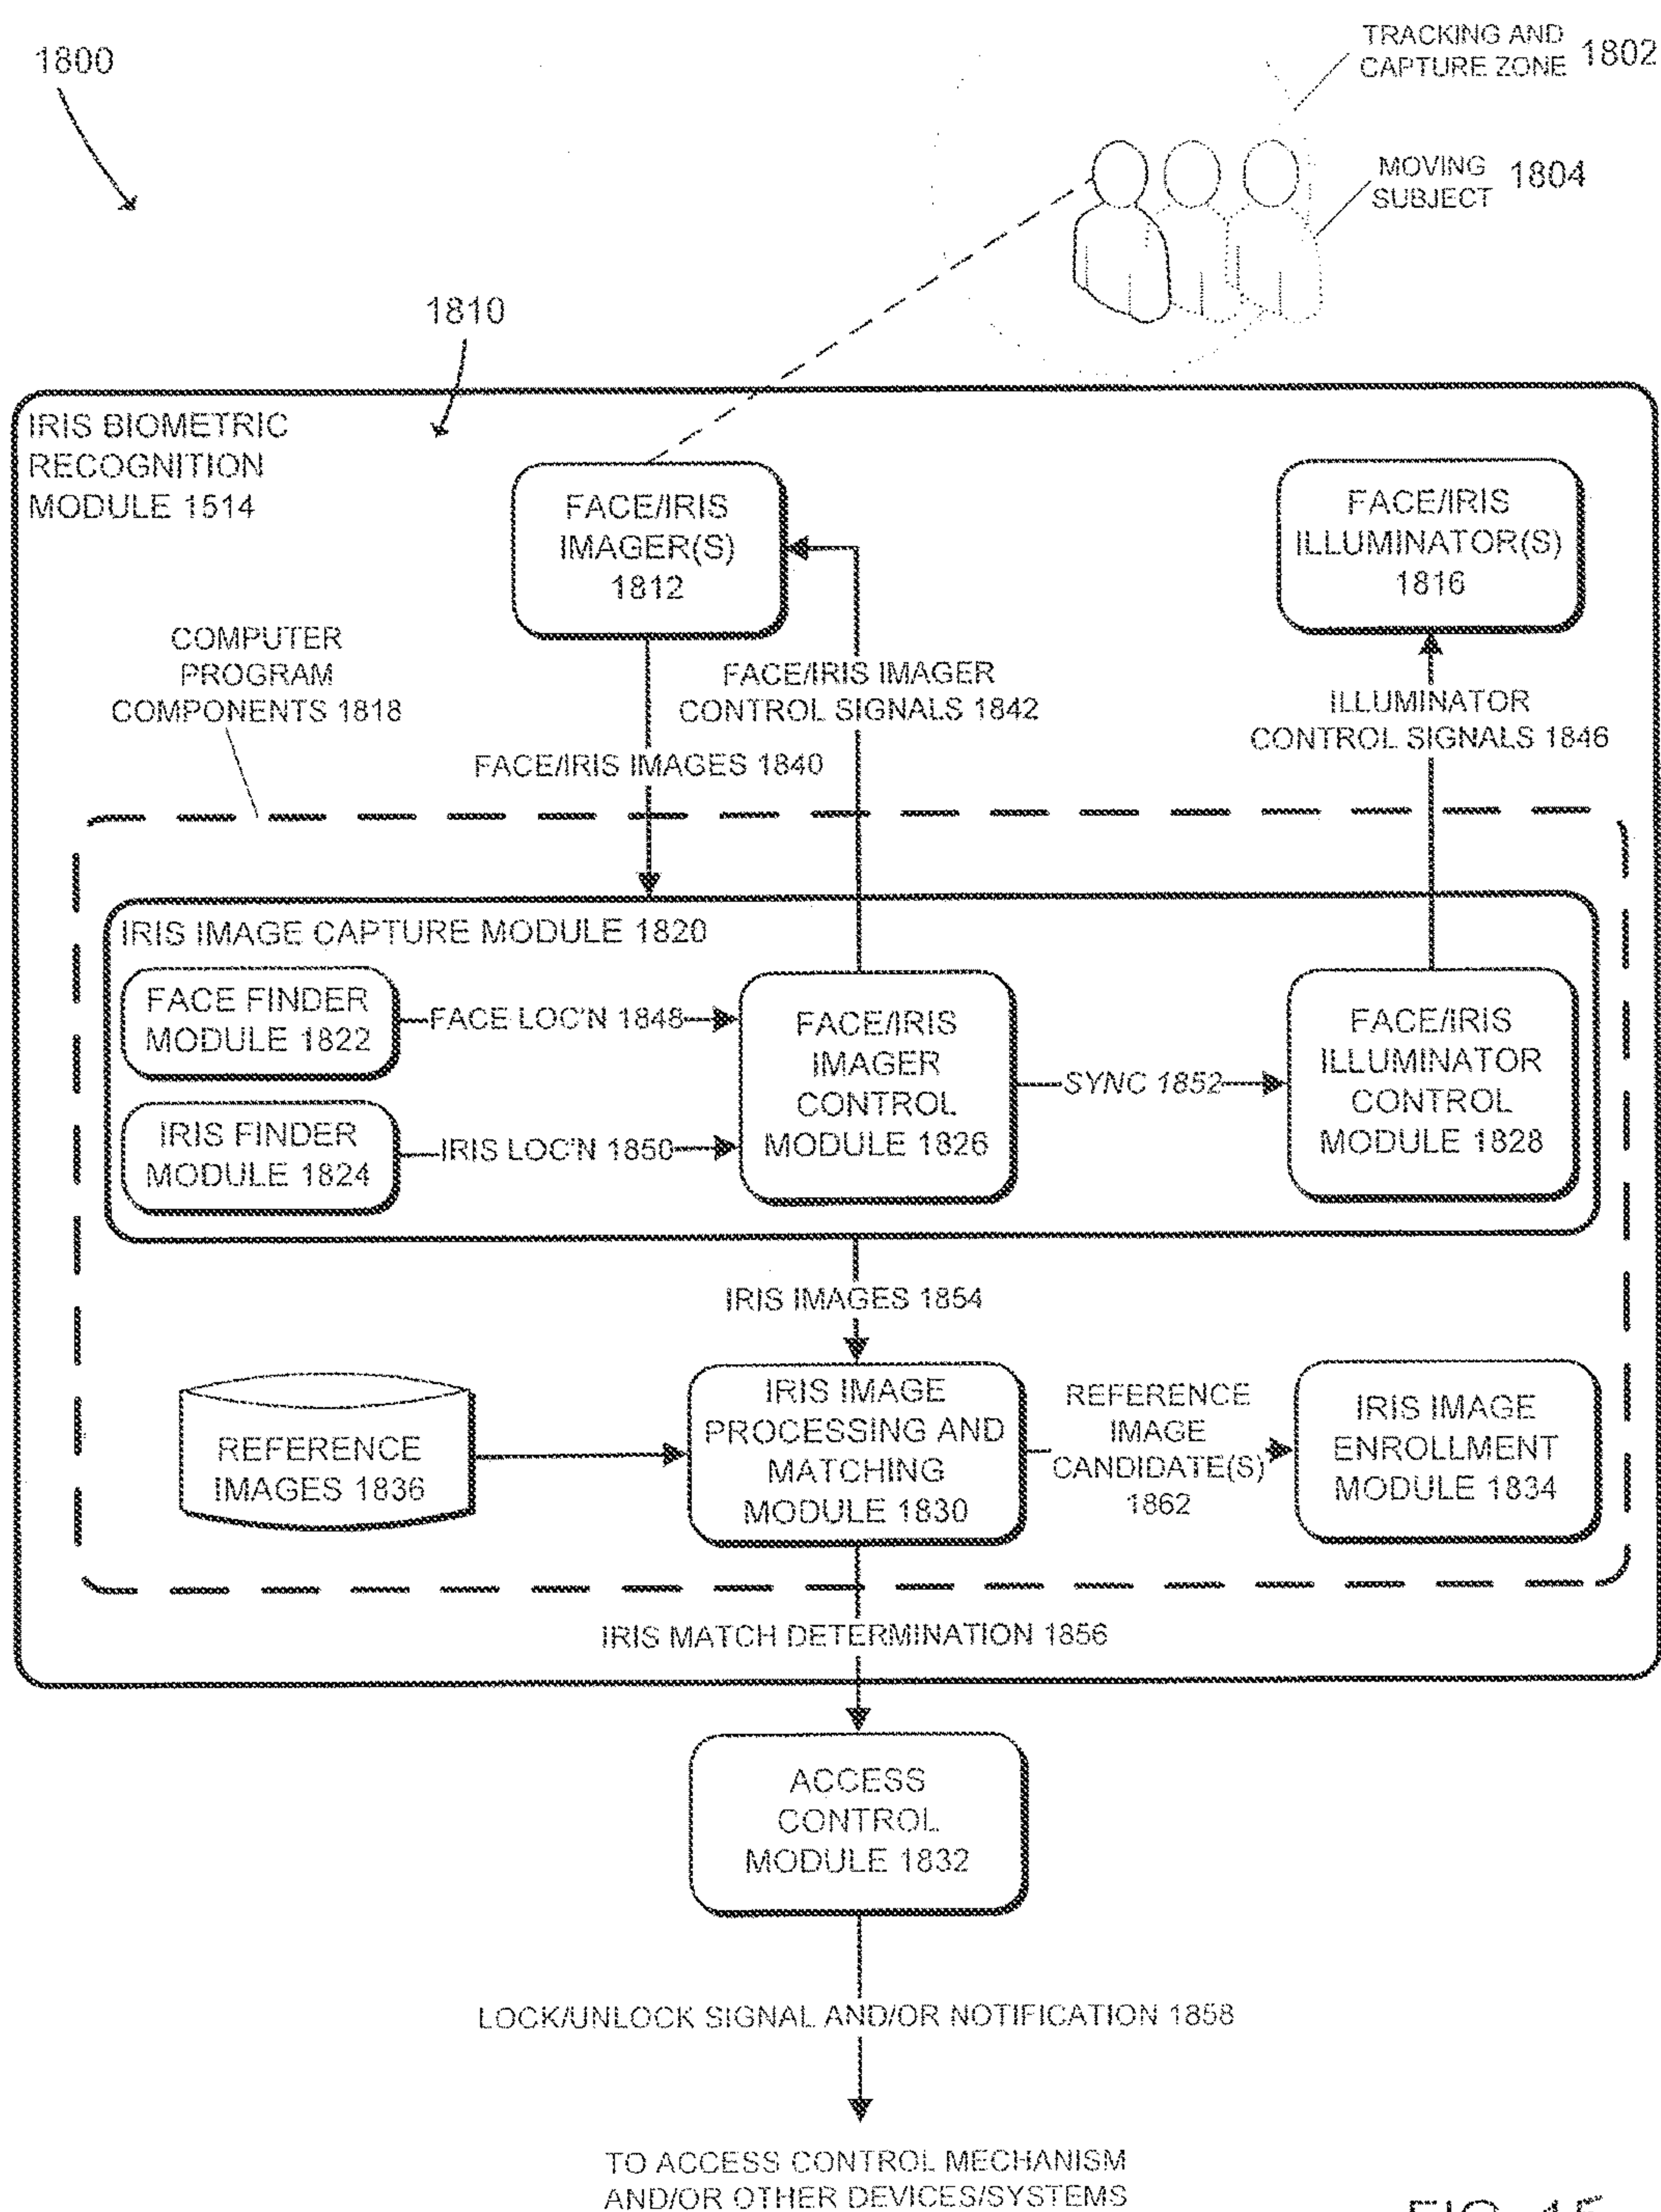 1800
TRACKING AND
CAPTURE ZONE 1802
MOVING
SUBJECT 1804
1810
IRIS BIOMETRIC
RECOGNITION
MODULE 1514
FACE/IRIS
IMAGER(S)
1812
FACE/IRIS
ILLUMINATOR(S)
1816
COMPUTER
PROGRAM
COMPONENTS 1818
FACE/IRIS IMAGER
CONTROL SIGNALS 1842
ILLUMINATOR
CONTROL SIGNALS 1846
FACE/IRIS IMAGES 1840
IRIS IMAGE CAPTURE MODULE 1820
FACE FINDER
MODULE 1822
FACE LOC'N 1848
IRIS FINDER
MODULE 1824
IRIS LOC'N 1850
FACE/IRIS
IMAGER
CONTROL
MODULE 1826
SYNC 1852
FACE/IRIS
ILLUMINATOR
CONTROL
MODULE 1828
IRIS IMAGES 1854
REFERENCE
IMAGES 1836
IRIS IMAGE
PROCESSING AND
MATCHING
MODULE 1830
REFERENCE
IMAGE
CANDIDATE(S)
1862
IRIS IMAGE
ENROLLMENT
MODULE 1834
IRIS MATCH DETERMINATION 1856
ACCESS
CONTROL
MODULE 1832
LOCK/UNLOCK SIGNAL AND/OR NOTIFICATION 1858
TO ACCESS CONTROL MECHANISM
AND/OR OTHER DEVICES/SYSTEMS